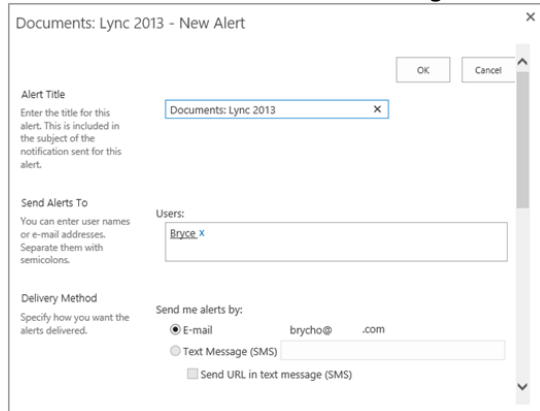 Documents: Lync 2013 - New Alert
OK
Cancel
Alert Title
Enter the title for this
alert. This is included in
the subject of the
notification sent for this
alert.
Documents: Lync 2013
Send Alerts To
You can enter user names
or e-mail addresses.
Separate them with
semicolons.
Users:
Bryce x
Delivery Method
Specify how you want the
alerts delivered.
Send me alerts by:
E-mail brycho@ .com
Text Message (SMS)
Send URL in text message (SMS)